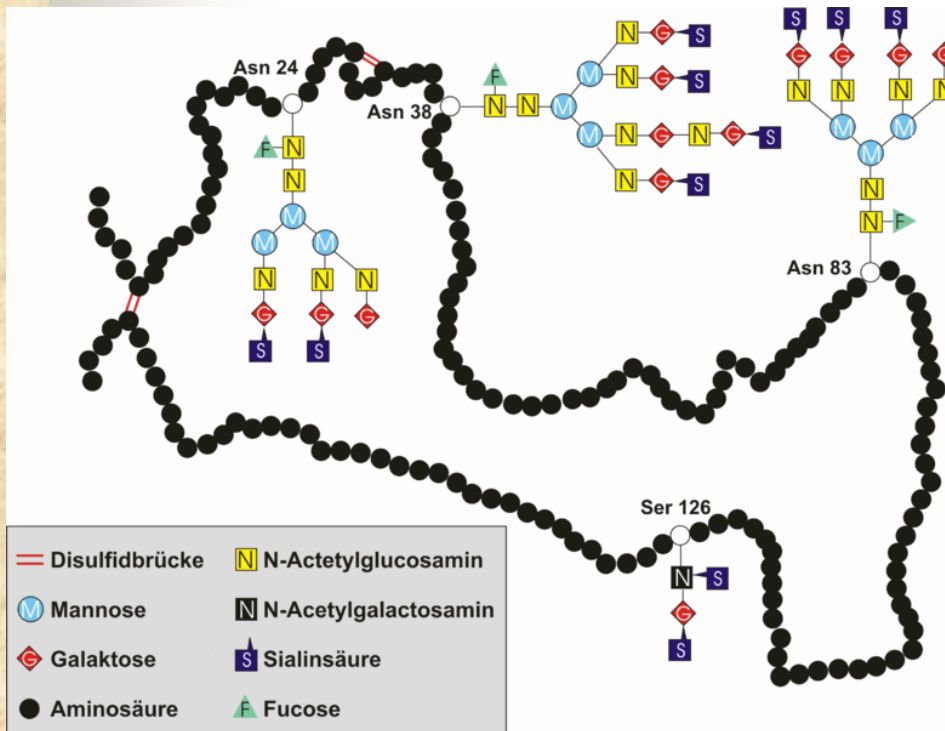 Asn 24
F N
N
M
M M
N N N
G G G
S S
Asn 38
F
N N M
N G S
M N G S
M N G N G S
N G S
S S S
G G G G
N N N N
M M
M
N
N F
Asn 83
Ser 126
N S
G
S
Disulfidbrücke
N N-Actetylglucosamin
M Mannose
N N-Acetylgalactosamin
G Galaktose
S Sialinsäure
Aminosäure
F Fucose